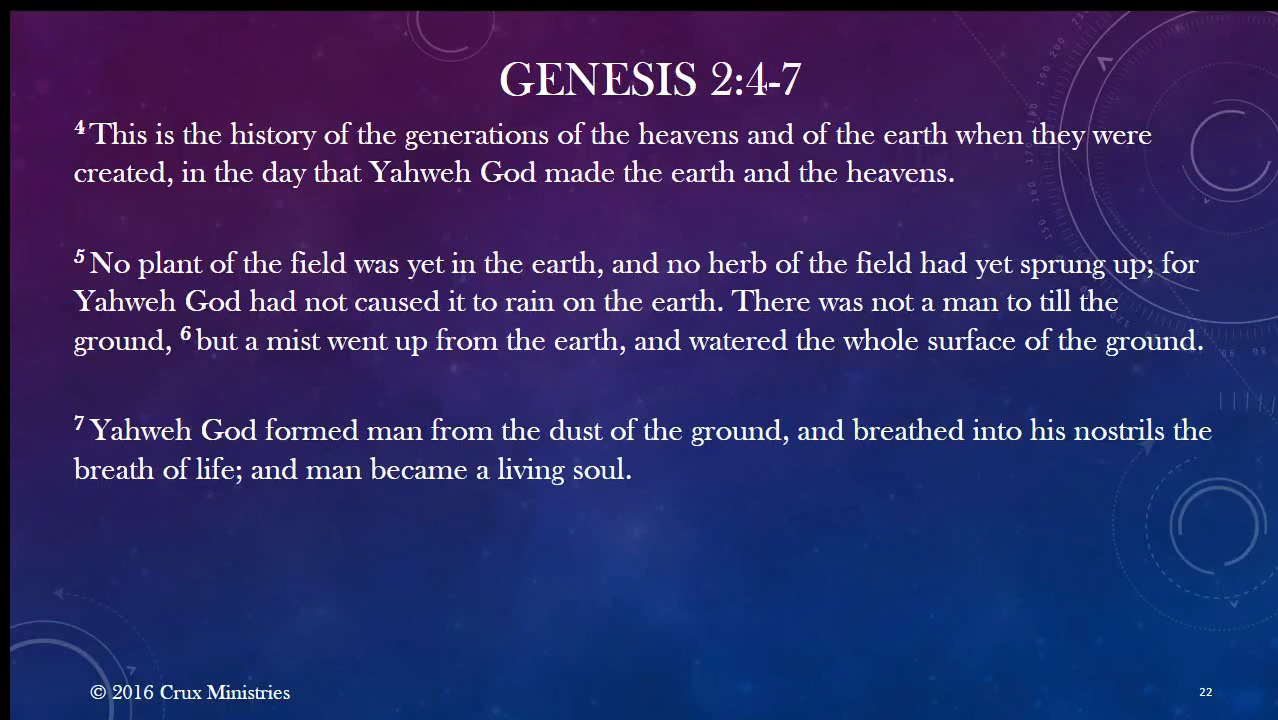 GENESIS 2:4-7
4 This is the history of the generations of the heavens and of the earth when they were
created, in the day that Yahweh God made the earth and the heavens.
5 No plant of the field was yet in the earth, and no herb of the field had yet sprung up; for
Yahweh God had not caused it to rain on the earth. There was not a man to till the
ground, 6 but a mist went up from the earth, and watered the whole surface of the ground.
7 Yahweh God formed man from the dust of the ground, and breathed into his nostrils the
breath of life; and man became a living soul.
© 2016 Crux Ministries
22